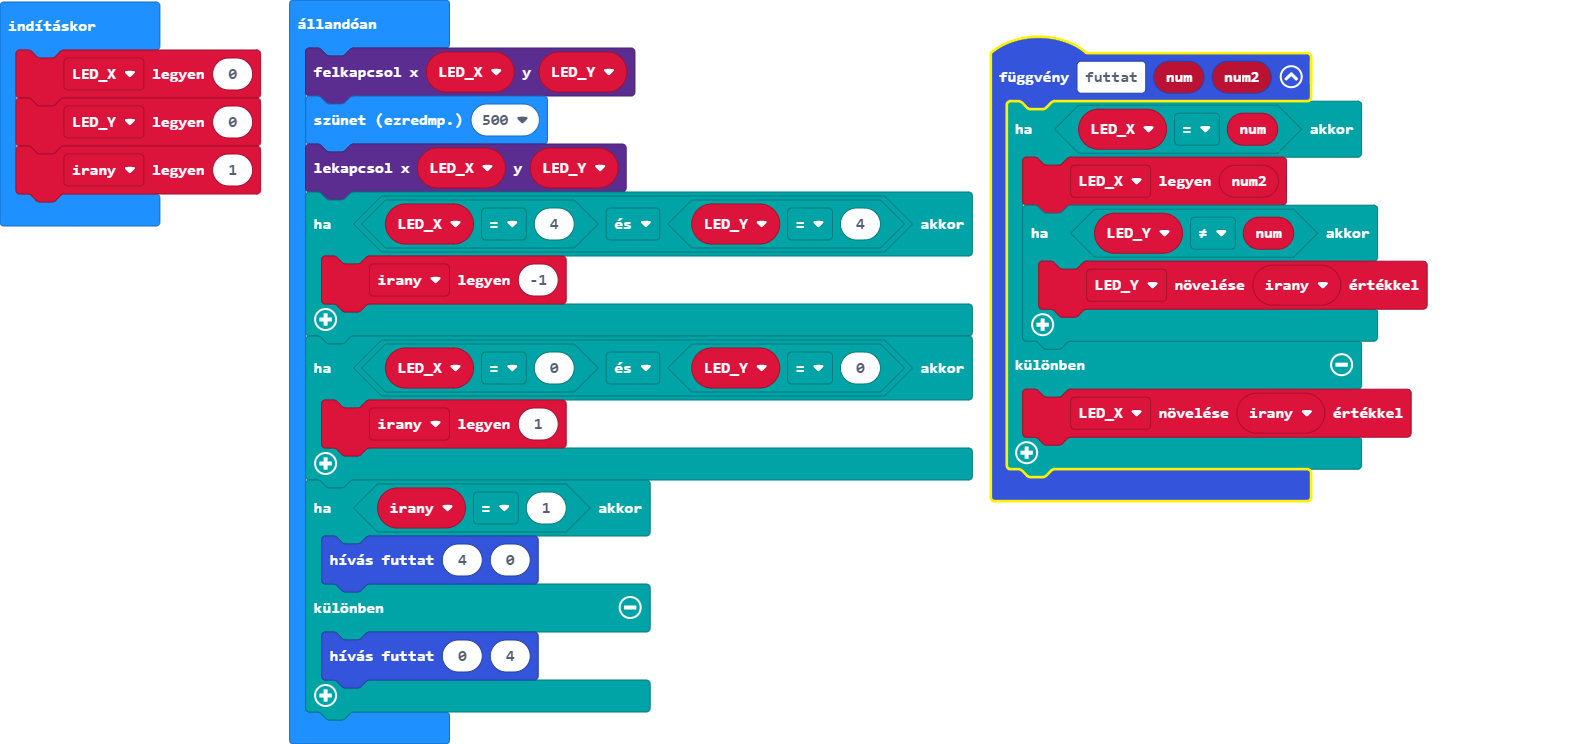 indításkor
LED_X legyen 0
LED_Y legyen 0
irany legyen 1
állandóan
felkapcsol x LED_X y LED_Y
szünet (ezredmp.) 500
lekapcsol x LED_X y LED_Y
ha LED_X = 4 és LED_Y = 4 akkor
irany legyen -1
ha LED_X = 0 és LED_Y = 0 akkor
irany legyen 1
ha irany = 1 akkor
hívás futtat 4 0
különben
hívás futtat 0 4
függvény futtat num num2
ha LED_X = num akkor
LED_X legyen num2
ha LED_Y ≠ num akkor
LED_Y növelése irany értékkel
különben
LED_X növelése irany értékkel